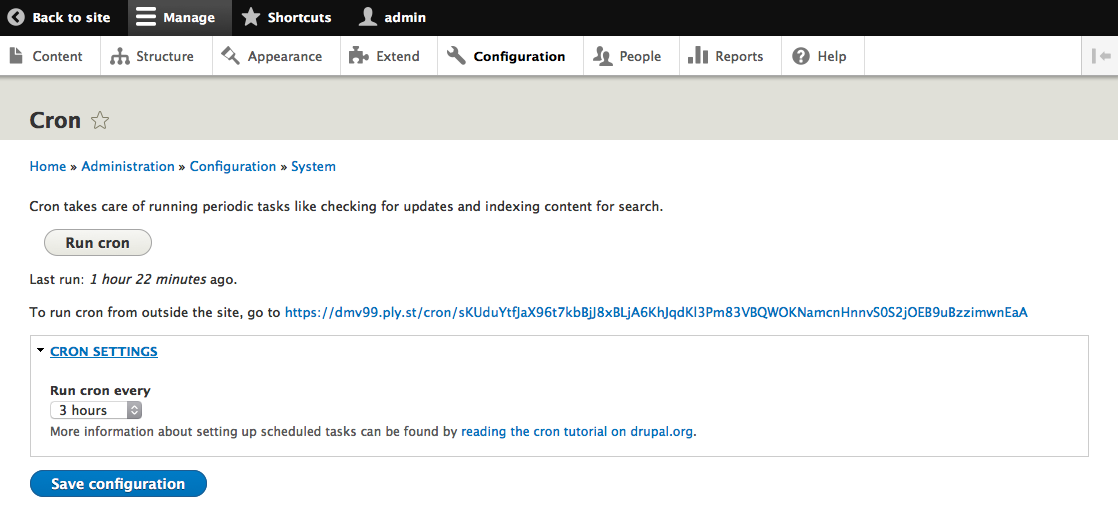 Back to site Manage Shortcuts admin
Content Structure Appearance Extend Configuration People Reports Help
Cron
Home » Administration » Configuration » System
Cron takes care of running periodic tasks like checking for updates and indexing content for search.
Run cron
Last run: 1 hour 22 minutes ago.
To run cron from outside the site, go to https://dmv99.ply.st/cron/sKUduYtfJaX96t7kbBjJ8xBLjA6KhJqdKl3Pm83VBQWOKNamcnHnnvS0S2jOEB9uBzzimwnEaA
CRON SETTINGS
Run cron every
3 hours
More information about setting up scheduled tasks can be found by reading the cron tutorial on drupal.org.
Save configuration